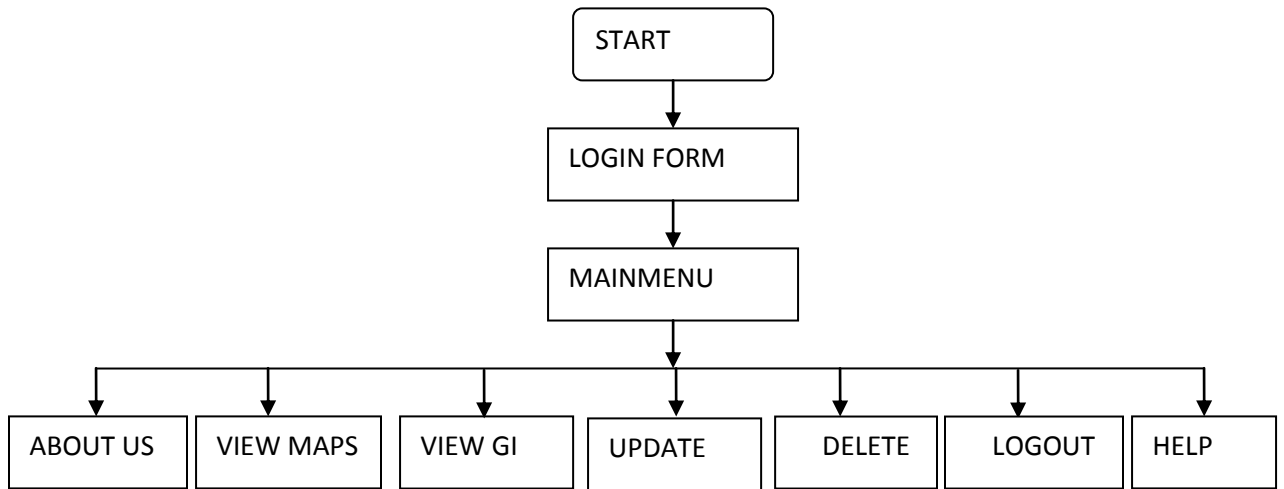 START
LOGIN FORM
MAINMENU
ABOUT US
VIEW MAPS
VIEW GI
UPDATE
DELETE
LOGOUT
HELP